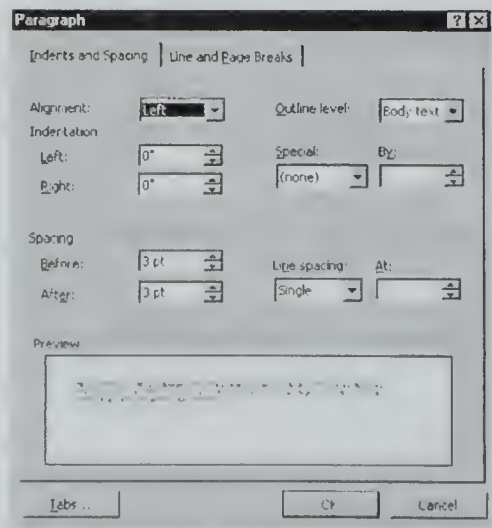 Paragraph
Indents and Spacing Line and Page Breaks
Alignment: Left Outline level: Body text
Indentation
Left: 0" Special: By:
Right: 0" (none)
Spacing
Before: 3 pt Line spacing: At:
After: 3 pt Single
Preview
Tabs... OK Cancel